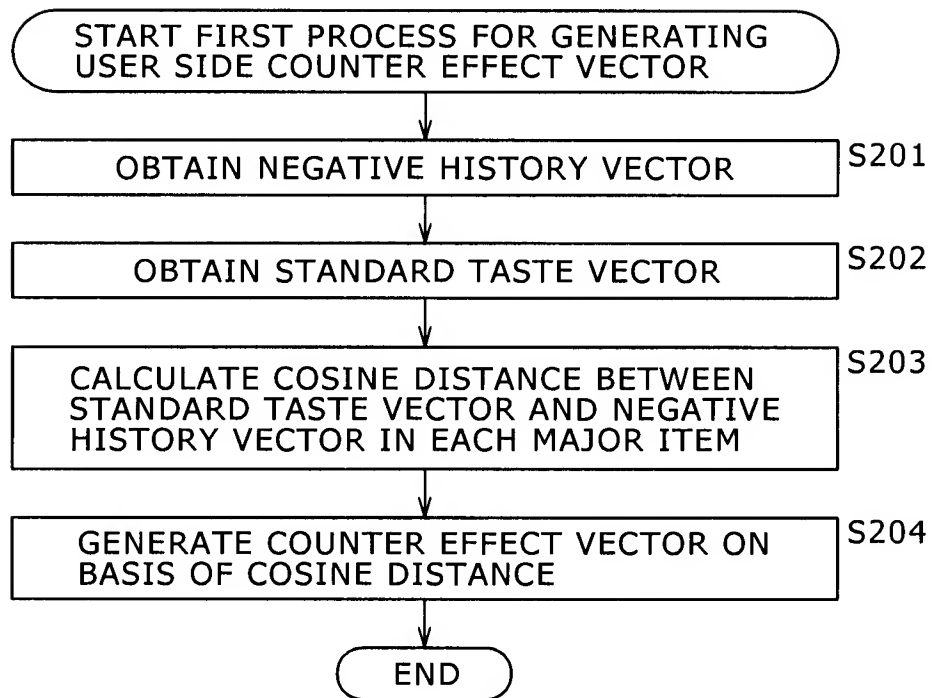 START FIRST PROCESS FOR GENERATING
USER SIDE COUNTER EFFECT VECTOR
OBTAIN NEGATIVE HISTORY VECTOR
S201
OBTAIN STANDARD TASTE VECTOR
S202
CALCULATE COSINE DISTANCE BETWEEN
STANDARD TASTE VECTOR AND NEGATIVE
HISTORY VECTOR IN EACH MAJOR ITEM
S203
GENERATE COUNTER EFFECT VECTOR ON
BASIS OF COSINE DISTANCE
S204
END